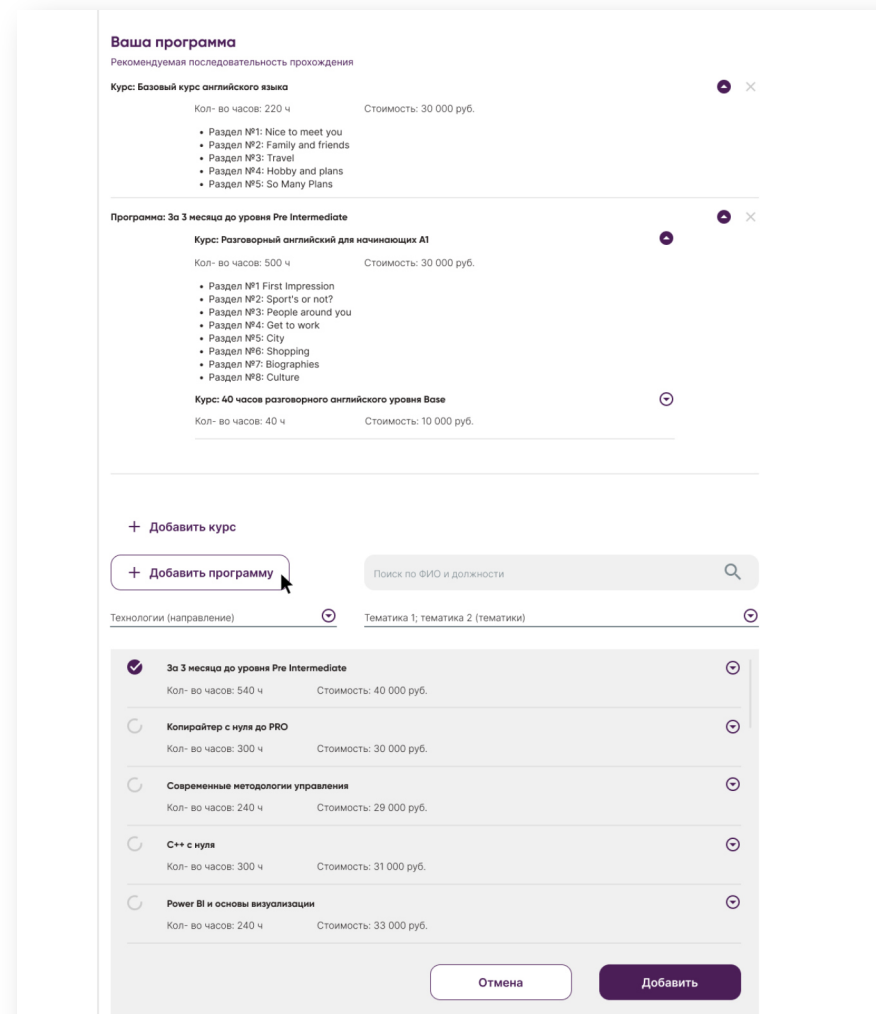 Ваша программа
Рекомендуемая последовательность прохождения
Курс: Базовый курс английского языка
Кол- во часов: 220 ч Стоимость: 30 000 руб.
• Раздел №1: Nice to meet you
• Раздел №2: Family and friends
• Раздел №3: Travel
• Раздел №4: Hobby and plans
• Раздел №5: So Many Plans
Программа: За 3 месяца до уровня Pre Intermediate
Курс: Разговорный английский для начинающих А1
Кол- во часов: 500 ч Стоимость: 30 000 руб.
• Раздел №1 First Impression
• Раздел №2: Sport's or not?
• Раздел №3: People around you
• Раздел №4: Get to work
• Раздел №5: City
• Раздел №6: Shopping
• Раздел №7: Biographies
• Раздел №8: Culture
Курс: 40 часов разговорного английского уровня Base
Кол- во часов: 40 ч Стоимость: 10 000 руб.
+ Добавить курс
+ Добавить программу Поиск по ФИО и должности
Технологии (направление) Тематика 1; тематика 2 (тематики)
За 3 месяца до уровня Pre Intermediate
Кол- во часов: 540 ч Стоимость: 40 000 руб.
Копирайтер с нуля до PRO
Кол- во часов: 300 ч Стоимость: 30 000 руб.
Современные методологии управления
Кол- во часов: 240 ч Стоимость: 29 000 руб.
C++ с нуля
Кол- во часов: 300 ч Стоимость: 31 000 руб.
Power BI и основы визуализации
Кол- во часов: 240 ч Стоимость: 33 000 руб.
Отмена Добавить